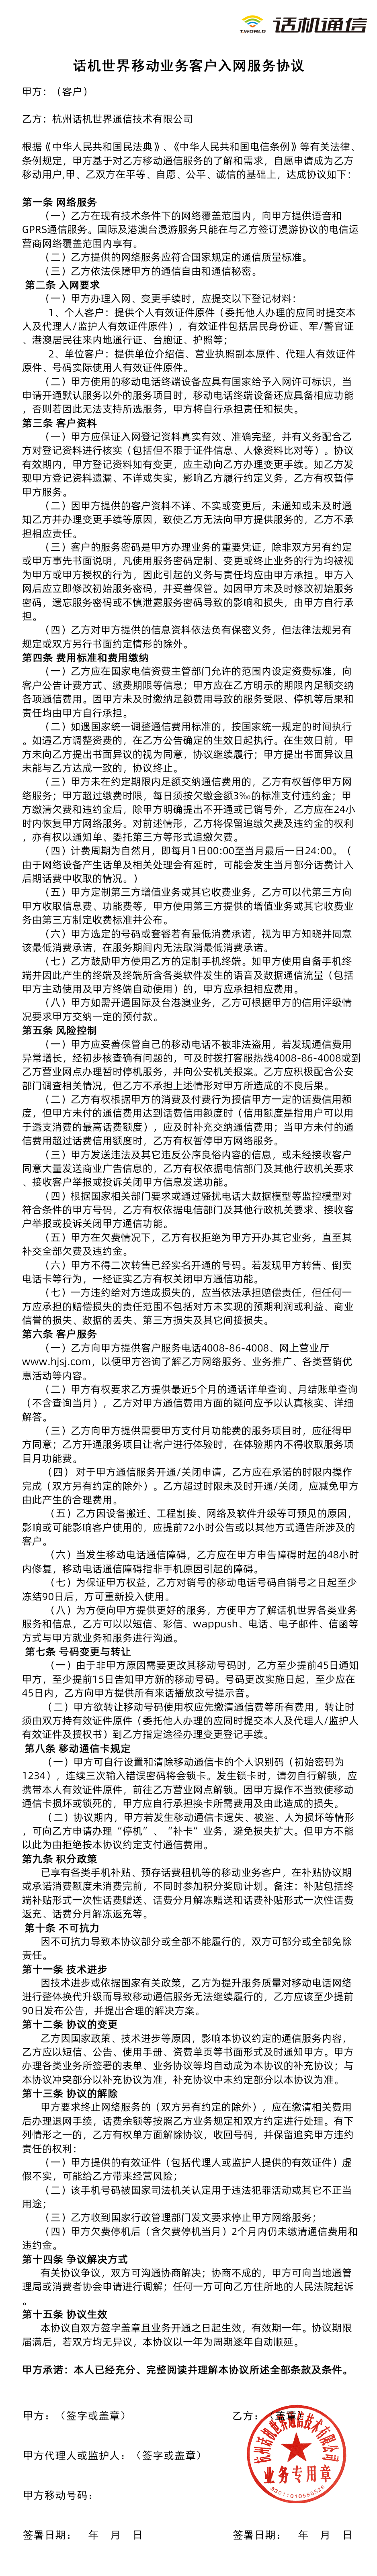 T.WORLD 话机通信
话机世界移动业务客户入网服务协议
甲方：（客户）
乙方：杭州话机世界通信技术有限公司
根据《中华人民共和国民法典》、《中华人民共和国电信条例》等有关法律、
条例规定，甲方基于对乙方移动通信服务的了解和需求，自愿申请成为乙方
移动用户,甲、乙双方在平等、自愿、公平、诚信的基础上，达成协议如下：
第一条 网络服务
（一）乙方在现有技术条件下的网络覆盖范围内，向甲方提供语音和
GPRS通信服务。国际及港澳台漫游服务只能在与乙方签订漫游协议的电信运
营商网络覆盖范围内享有。
（二）乙方提供的网络服务应符合国家规定的通信质量标准。
（三）乙方依法保障甲方的通信自由和通信秘密。
第二条 入网要求
（一）甲方办理入网、变更手续时，应提交以下登记材料：
1、个人客户：提供个人有效证件原件（委托他人办理的应同时提交本
人及代理人/监护人有效证件原件），有效证件包括居民身份证、军/警官证
、港澳居民往来内地通行证、台胞证、护照等；
2、单位客户：提供单位介绍信、营业执照副本原件、代理人有效证件
原件、号码实际使用人有效证件原件。
（二）甲方使用的移动电话终端设备应具有国家给予入网许可标识，当
申请开通默认服务以外的服务项目时，移动电话终端设备还应具备相应功能
，否则若因此无法支持所选服务，甲方将自行承担责任和损失。
第三条 客户资料
（一）甲方应保证入网登记资料真实有效、准确完整，并有义务配合乙
方对登记资料进行核实（包括但不限于证件信息、人像资料比对等）。协议
有效期内，甲方登记资料如有变更，应主动向乙方办理变更手续。如乙方发
现甲方登记资料遗漏、不详或失实，影响乙方履行约定义务，乙方有权暂停
甲方服务。
（二）因甲方提供的客户资料不详、不实或变更后，未通知或未及时通
知乙方并办理变更手续等原因，致使乙方无法向甲方提供服务的，乙方不承
担相应责任。
（三）客户的服务密码是甲方办理业务的重要凭证，除非双方另有约定
或甲方事先书面说明，凡使用服务密码定制、变更或终止业务的行为均被视
为甲方或甲方授权的行为，因此引起的义务与责任均应由甲方承担。甲方入
网后应立即修改初始服务密码，并妥善保管。如因甲方未及时修改初始服务
密码，遗忘服务密码或不慎泄露服务密码导致的影响和损失，由甲方自行承
担。
（四）乙方对甲方提供的信息资料依法负有保密义务，但法律法规另有
规定或双方另行书面约定情形的除外。
第四条 费用标准和费用缴纳
（一）乙方应在国家电信资费主管部门允许的范围内设定资费标准，向
客户公告计费方式、缴费期限等信息；甲方应在乙方明示的期限内足额交纳
各项通信费用。因甲方未及时缴纳足额费用导致的服务受限、停机等后果和
责任均由甲方自行承担。
（二）如遇国家统一调整通信费用标准的，按国家统一规定的时间执行
。如遇乙方调整资费的，在乙方公告确定的生效日起执行。在生效日前，甲
方未向乙方提出书面异议的视为同意，协议继续履行；甲方提出书面异议且
未能与乙方达成一致的，协议终止。
（三）甲方未在约定期限内足额交纳通信费用的，乙方有权暂停甲方网
络服务；甲方超过缴费时限，每日须按欠缴金额3‰的标准支付违约金；甲
方缴清欠费和违约金后，除甲方明确提出不开通或已销号外，乙方应在24小
时内恢复甲方网络服务。对前述情形，乙方将保留追缴欠费及违约金的权利
，亦有权以通知单、委托第三方等形式追缴欠费。
（四）计费周期为自然月，即每月1日00:00至当月最后一日24:00。（
由于网络设备产生话单及相关处理会有延时，可能会发生当月部分话费计入
后期话费中收取的情况。）
（五）甲方定制第三方增值业务或其它收费业务，乙方可以代第三方向
甲方收取信息费、功能费等，甲方使用第三方提供的增值业务或其它收费业
务由第三方制定收费标准并公布。
（六）甲方选定的号码或套餐若有最低消费承诺，视为甲方知晓并同意
该最低消费承诺，在服务期间内无法取消最低消费承诺。
（七）乙方鼓励甲方使用乙方的定制手机终端。如甲方使用自备手机终
端并因此产生的终端及终端所含各类软件发生的语音及数据通信流量（包括
甲方主动使用及甲方终端自动使用）的，甲方应承担相应费用。
（八）甲方如需开通国际及台港澳业务，乙方可根据甲方的信用评级情
况要求甲方交纳一定的预付款。
第五条 风险控制
（一）甲方应妥善保管自己的移动电话不被非法盗用，若发现通信费用
异常增长，经初步核查确有问题的，可及时拨打客服热线4008-86-4008或到
乙方营业网点办理暂时停机服务，并向公安机关报案。乙方应积极配合公安
部门调查相关情况，但乙方不承担上述情形对甲方所造成的不良后果。
（二）乙方有权根据甲方的消费及付费行为授信甲方一定的话费信用额
度，但甲方未付的通信费用达到话费信用额度时（信用额度是指用户可以用
于透支消费的最高话费额度），应及时补充交纳通信费用；当甲方未付的通
信费用超过话费信用额度时，乙方有权暂停甲方网络服务。
（三）甲方发送违法及其它违反公序良俗内容的信息，或未经接收客户
同意大量发送商业广告信息的，乙方有权依据电信部门及其他行政机关要求
、接收客户举报或投诉关闭甲方信息发送功能。
（四）根据国家相关部门要求或通过骚扰电话大数据模型等监控模型对
符合条件的甲方号码，乙方有权依据电信部门及其他行政机关要求、接收客
户举报或投诉关闭甲方通信功能。
（五）甲方在欠费情况下，乙方有权拒绝为甲方开办其它业务，直至其
补交全部欠费及违约金。
（六）甲方不得二次转售已经实名开通的号码。若发现甲方转售、倒卖
电话卡等行为，一经证实乙方有权关闭甲方通信功能。
（七）一方违约给对方造成损失的，应当依法承担赔偿责任，但任何一
方应承担的赔偿损失的责任范围不包括对方未实现的预期利润或利益、商业
信誉的损失、数据的丢失、第三方损失及其它间接损失。
第六条 客户服务
（一）乙方向甲方提供客户服务电话4008-86-4008、网上营业厅
www.hjsj.com，以便甲方咨询了解乙方网络服务、业务推广、各类营销优
惠活动等内容。
（二）甲方有权要求乙方提供最近5个月的通话详单查询、月结账单查询
（不含查询当月），乙方对甲方通信费用方面的疑问应予以认真核实、详细
解答。
（三）乙方向甲方提供需要甲方支付月功能费的服务项目时，应征得甲
方同意；乙方开通服务项目让客户进行体验时，在体验期内不得收取服务项
目月功能费。
（四） 对于甲方通信服务开通/关闭申请，乙方应在承诺的时限内操作
完成（双方另有约定的除外）。乙方超过时限未及时开通/关闭，应减免甲方
由此产生的合理费用。
（五）乙方因设备搬迁、工程割接、网络及软件升级等可预见的原因，
影响或可能影响客户使用的，应提前72小时公告或以其他方式通告所涉及的
客户。
（六）当发生移动电话通信障碍，乙方应在甲方申告障碍时起的48小时
内修复，移动电话通信障碍指非手机原因引起的障碍。
（七）为保证甲方权益，乙方对销号的移动电话号码自销号之日起至少
冻结90日后，方可重新投入使用。
（八）为方便向甲方提供更好的服务，方便甲方了解话机世界各类业务
服务和信息，乙方可以以短信、彩信、wappush、电话、电子邮件、信函等
方式与甲方就业务和服务进行沟通。
第七条 号码变更与转让
（一）由于非甲方原因需要更改其移动号码时，乙方至少提前45日通知
甲方，至少提前15日告知甲方新的移动号码。号码更改实施日起，至少应在
45日内，乙方向甲方提供所有来话播放改号提示音。
（二）甲方欲转让移动号码使用权应先缴清通信费等所有费用，转让时
须由双方持有效证件原件（委托他人办理的应同时提交本人及代理人/监护人
有效证件及授权书）到乙方指定途径办理变更登记手续。
第八条 移动通信卡规定
（一）甲方可自行设置和清除移动通信卡的个人识别码（初始密码为
1234），连续三次输入错误密码将会锁卡。发生锁卡时，请勿自行解锁，应
携带本人有效证件原件，前往乙方营业网点解锁。因甲方操作不当致使移动
通信卡损坏或锁死的，甲方应自行承担换卡所需费用及由此造成的损失。
（二）协议期内，甲方若发生移动通信卡遗失、被盗、人为损坏等情形
，可向乙方申请办理“停机”、“补卡”业务，避免损失扩大。但甲方不能
以此为由拒绝按本协议约定支付通信费用。
第九条 积分政策
已享有各类手机补贴、预存话费租机等的移动业务客户，在补贴协议期
或承诺消费额度未消费完前，不同时参加积分奖励计划。备注：补贴包括终
端补贴形式一次性话费赠送、话费分月解冻赠送和话费补贴形式一次性话费
返充、话费分月解冻返充等。
第十条 不可抗力
因不可抗力导致本协议部分或全部不能履行的，双方可部分或全部免除
责任。
第十一条 技术进步
因技术进步或依据国家有关政策，乙方为提升服务质量对移动电话网络
进行整体换代升级而导致移动通信服务无法继续履行的，乙方应该至少提前
90日发布公告，并提出合理的解决方案。
第十二条 协议的变更
乙方因国家政策、技术进步等原因，影响本协议约定的通信服务内容，
乙方应以短信、公告、使用手册、资费单页等书面形式及时通知甲方。甲方
办理各类业务所签署的表单、业务协议等均自动成为本协议的补充协议；与
本协议冲突部分以补充协议为准，补充协议中未约定部分以本协议为准。
第十三条 协议的解除
甲方要求终止网络服务的（双方另有约定的除外），应在缴清相关费用
后办理退网手续，话费余额等按照乙方业务规定和双方约定进行处理。有下
列情形之一的，乙方有权单方面解除协议，收回号码，并保留追究甲方违约
责任的权利：
（一）甲方提供的有效证件（包括代理人或监护人提供的有效证件）虚
假不实，可能给乙方带来经营风险；
（二）该手机号码被国家司法机关认定用于违法犯罪活动或其它不正当
用途；
（三）乙方收到国家行政管理部门发文要求停止甲方网络服务；
（四）甲方欠费停机后（含欠费停机当月）2个月内仍未缴清通信费用和
违约金。
第十四条 争议解决方式
有关协议争议，双方可沟通协商解决；协商不成的，甲方可向当地通管
理局或消费者协会申请进行调解；任何一方可向乙方住所地的人民法院起诉
。
第十五条 协议生效
本协议自双方签字盖章且业务开通之日起生效，有效期一年。协议期限
届满后，若双方均无异议，本协议以一年为周期逐年自动顺延。
甲方承诺：本人已经充分、完整阅读并理解本协议所述全部条款及条件。
甲方：（签字或盖章） 乙方：（盖章）
杭州话机世界通信技术有限公司
业务专用章
甲方代理人或监护人：（签字或盖章）
甲方移动号码：
签署日期： 年 月 日 签署日期： 年 月 日